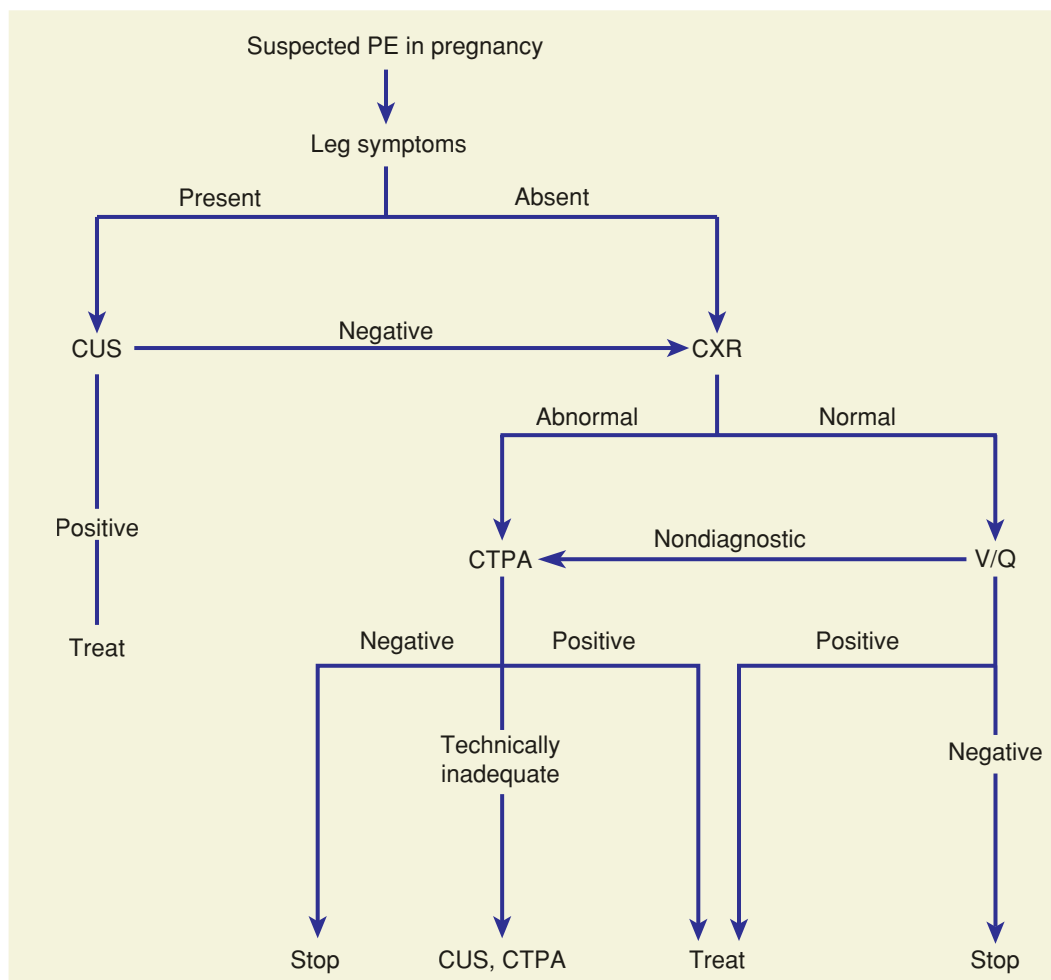 Suspected PE in pregnancy
Leg symptoms
Present
Absent
CUS
Negative
CXR
Abnormal
Normal
Positive
CTPA
Nondiagnostic
V/Q
Treat
Negative
Positive
Positive
Technically
inadequate
Negative
Stop
CUS, CTPA
Treat
Stop